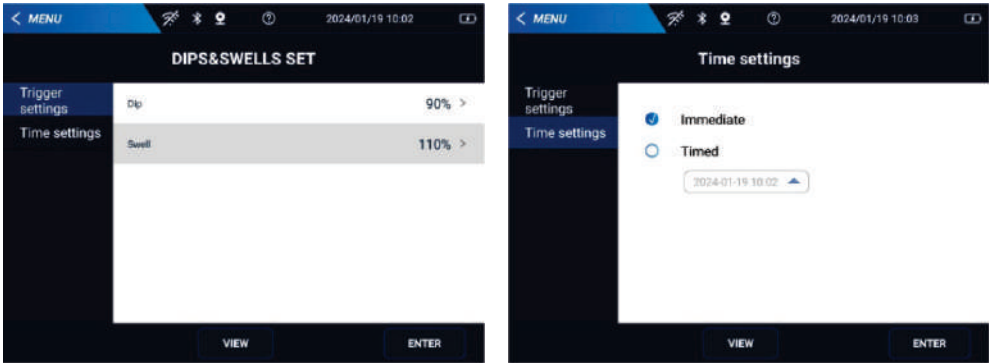 < MENU
2024/01/19 10:02
DIPS&SWELLS SET
Trigger
settings
Time settings
Dip 90% >
Swell 110% >
VIEW ENTER
< MENU
2024/01/19 10:03
Time settings
Trigger
settings
Time settings
Immediate
Timed
2024-01-19 10:02
VIEW ENTER